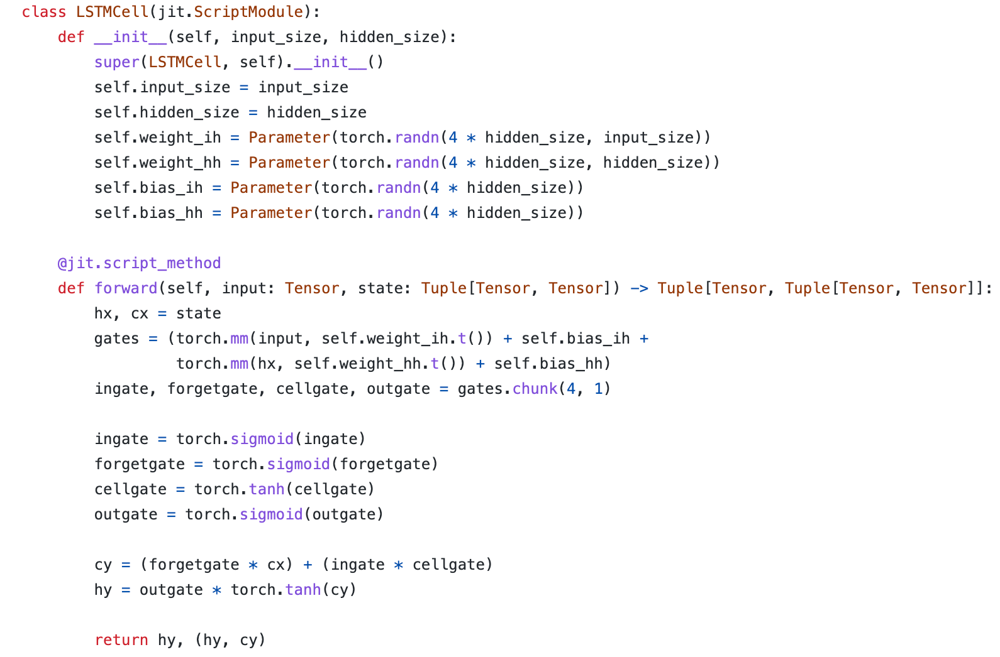 class LSTMCell(jit.ScriptModule):
    def __init__(self, input_size, hidden_size):
        super(LSTMCell, self).__init__()
        self.input_size = input_size
        self.hidden_size = hidden_size
        self.weight_ih = Parameter(torch.randn(4 * hidden_size, input_size))
        self.weight_hh = Parameter(torch.randn(4 * hidden_size, hidden_size))
        self.bias_ih = Parameter(torch.randn(4 * hidden_size))
        self.bias_hh = Parameter(torch.randn(4 * hidden_size))

    @jit.script_method
    def forward(self, input: Tensor, state: Tuple[Tensor, Tensor]) -> Tuple[Tensor, Tuple[Tensor, Tensor]]:
        hx, cx = state
        gates = (torch.mm(input, self.weight_ih.t()) + self.bias_ih +
                 torch.mm(hx, self.weight_hh.t()) + self.bias_hh)
        ingate, forgetgate, cellgate, outgate = gates.chunk(4, 1)

        ingate = torch.sigmoid(ingate)
        forgetgate = torch.sigmoid(forgetgate)
        cellgate = torch.tanh(cellgate)
        outgate = torch.sigmoid(outgate)

        cy = (forgetgate * cx) + (ingate * cellgate)
        hy = outgate * torch.tanh(cy)

        return hy, (hy, cy)